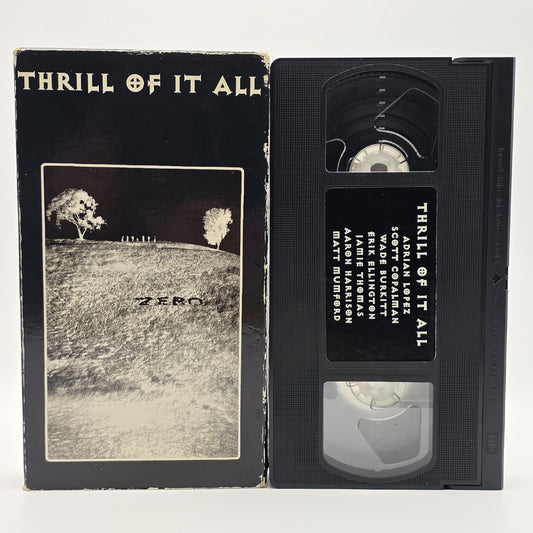 THRILL OF IT ALL
ZERO
THRILL OF IT ALL
ADRIAN LOPEZ
SCOTT COPALMAN
WADE BURKITT
ERIK ELLINGTON
JAMIE THOMAS
AARON HARRISON
MATT MUMFORD